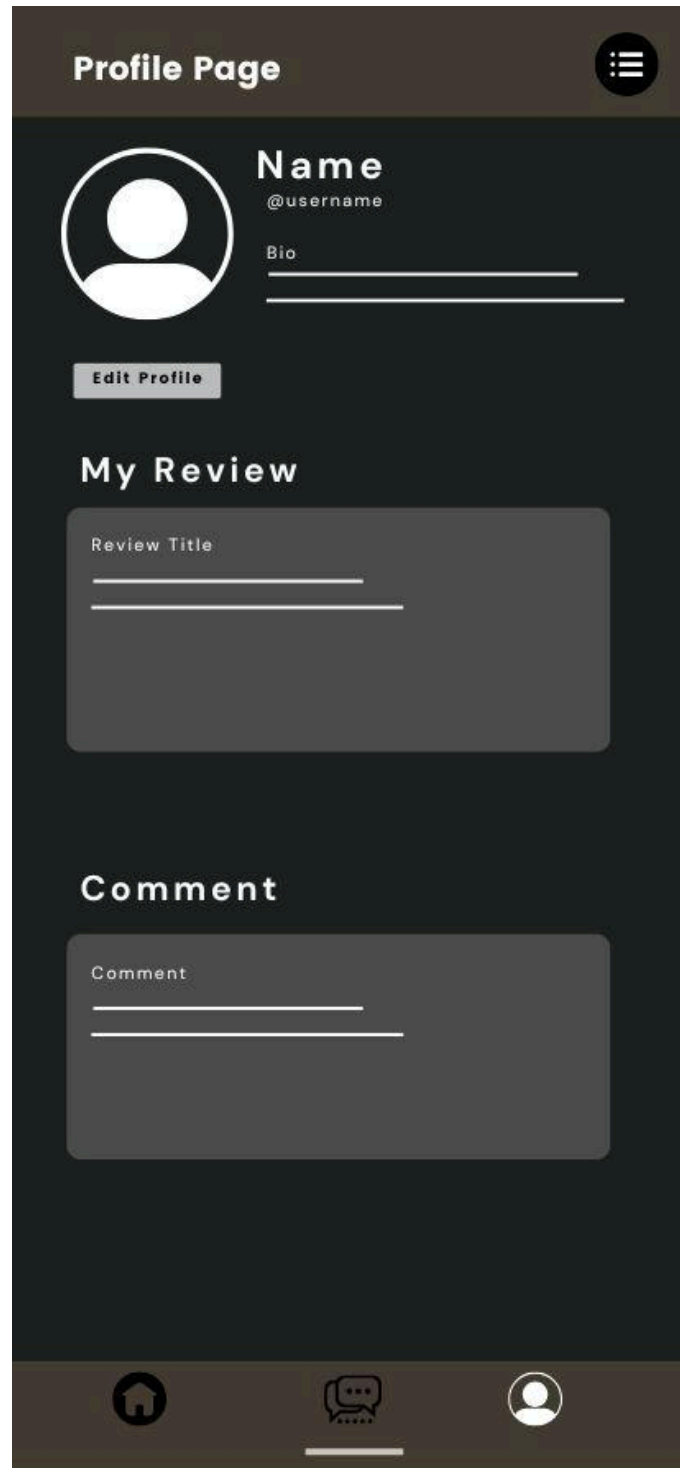 Profile Page
Name
@username
Bio
Edit Profile
My Review
Review Title
Comment
Comment